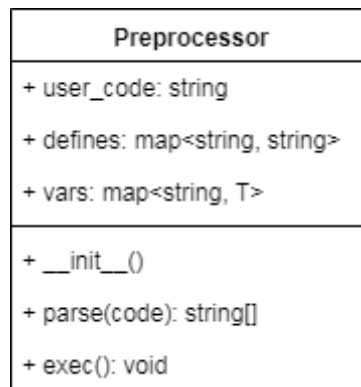 Preprocessor
+ user_code: string
+ defines: map<string, string>
+ vars: map<string, T>
+ __init__()
+ parse(code): string[]
+ exec(): void